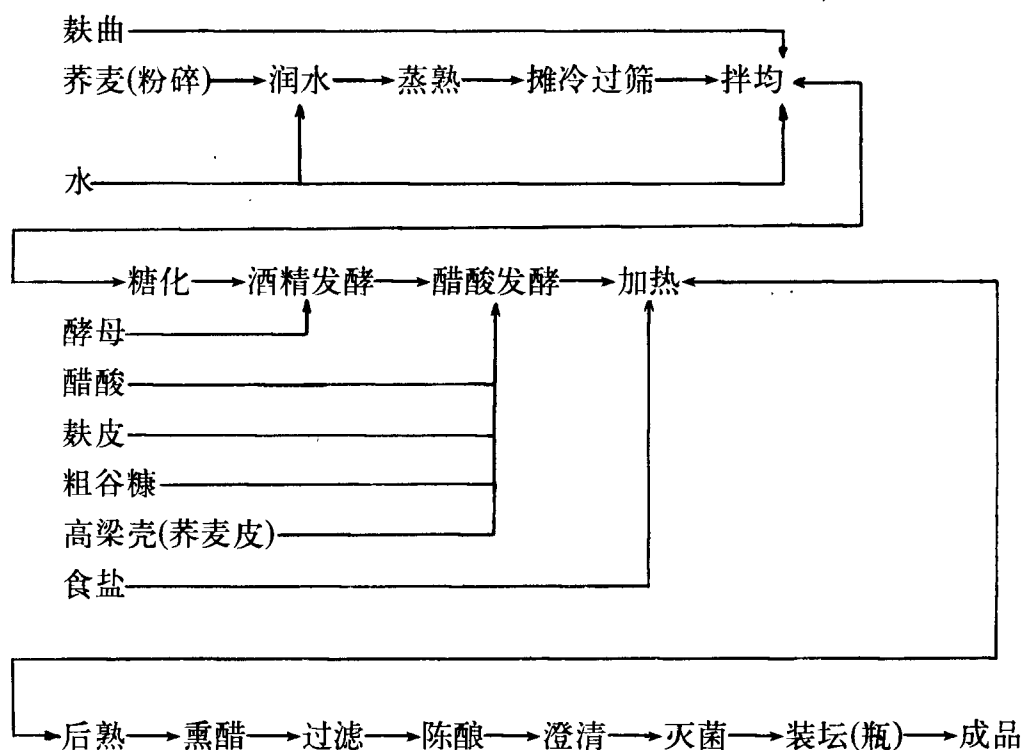 麸曲
荞麦(粉碎) 润水 蒸熟 摊冷过筛 拌均
水
糖化 酒精发酵 醋酸发酵 加热
酵母
醋酸
麸皮
粗谷糠
高梁壳(荞麦皮)
食盐
后熟 熏醋 过滤 陈酿 澄清 灭菌 装坛(瓶) 成品